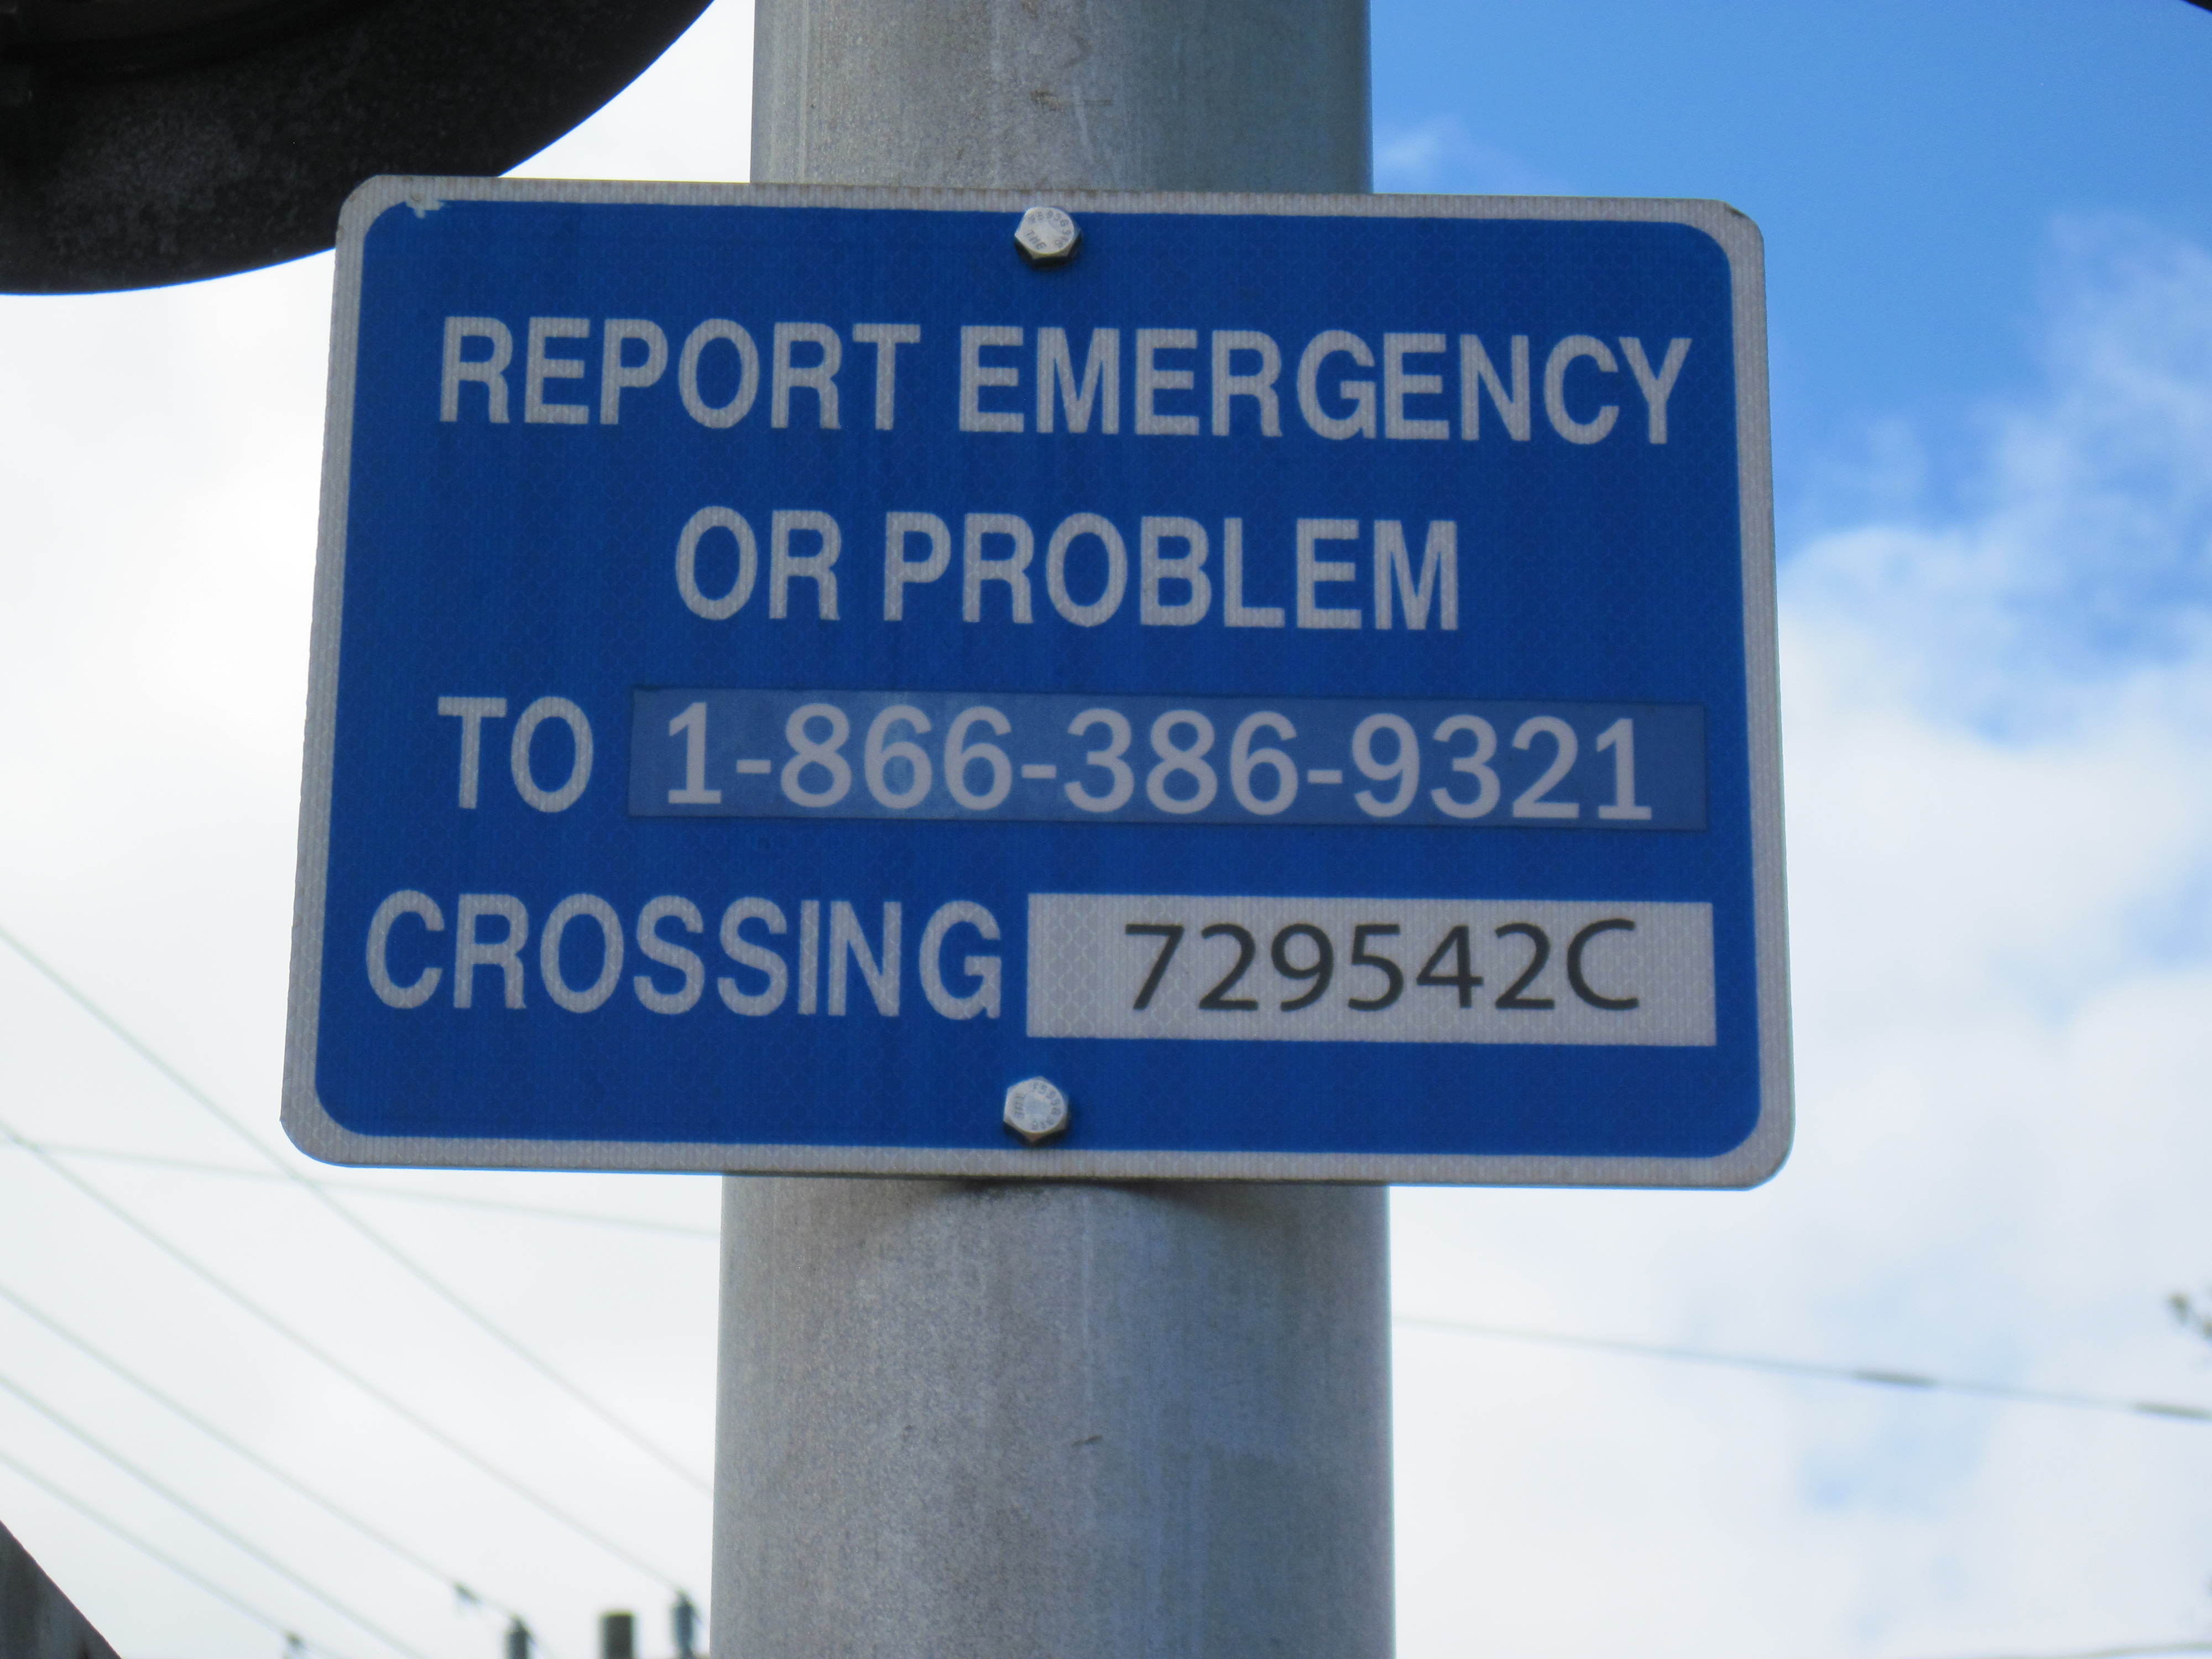 REPORT EMERGENCY
OR PROBLEM
TO 1-866-386-9321
CROSSING 729542C